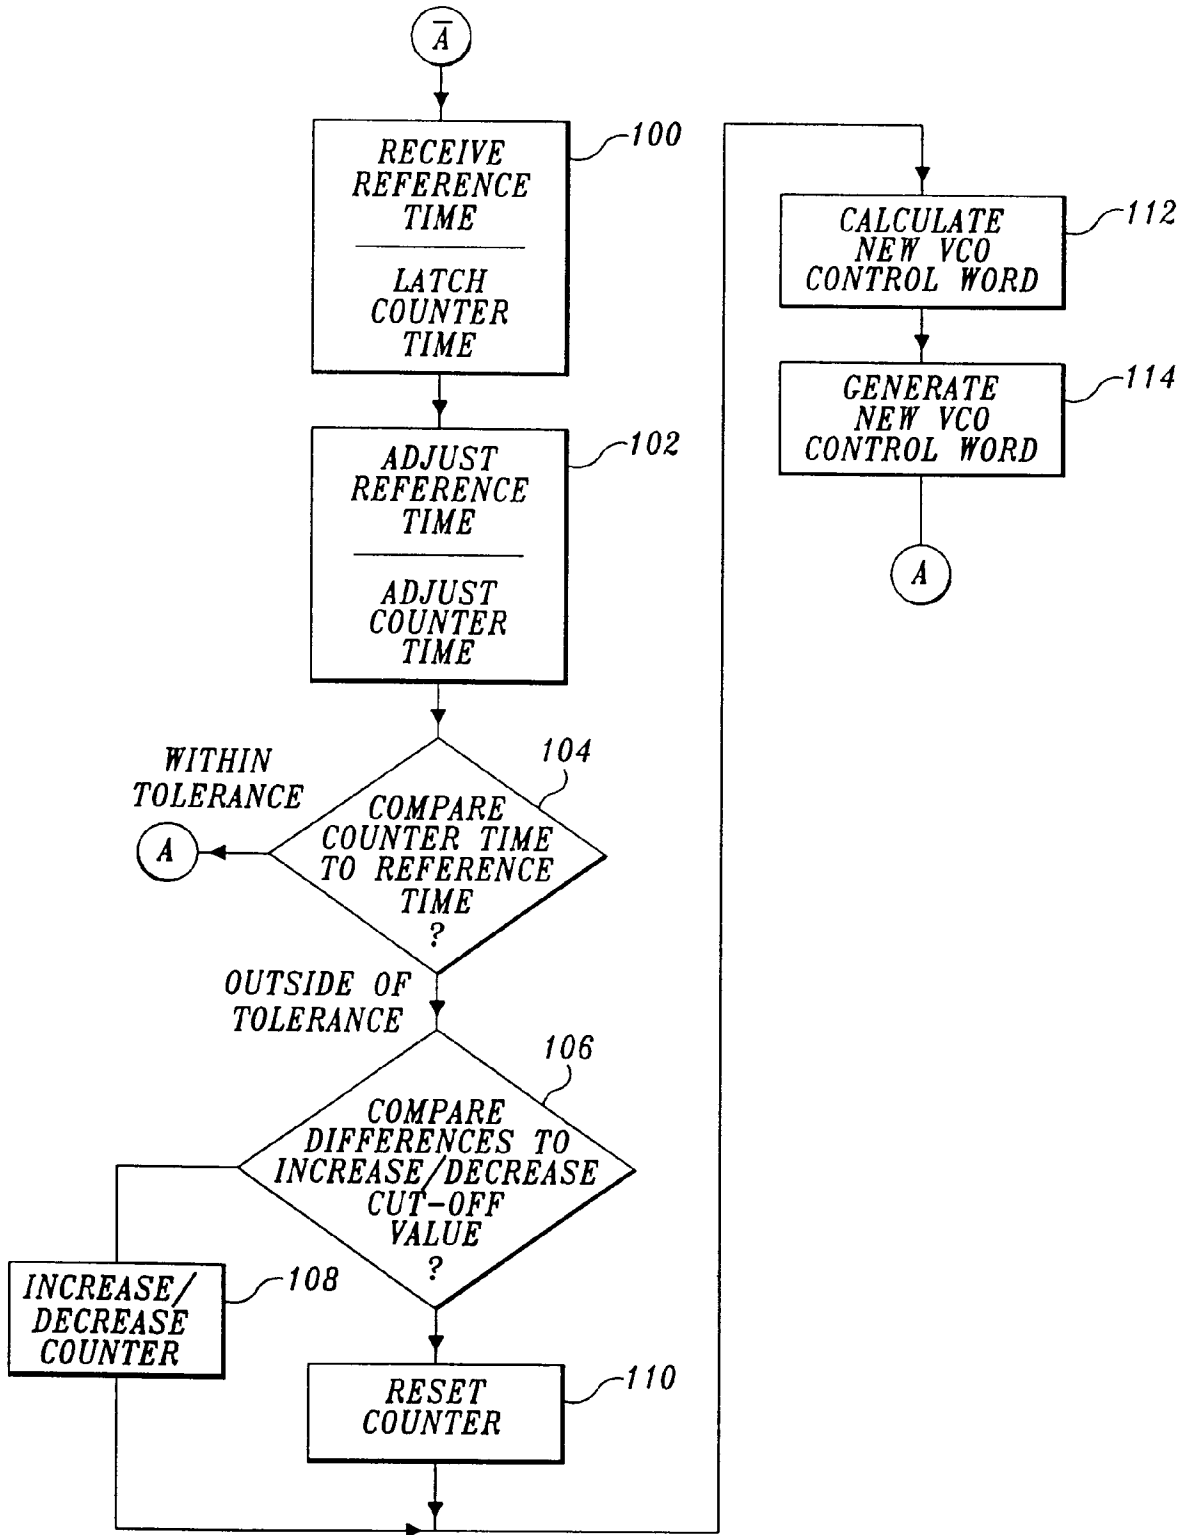 A
RECEIVE
REFERENCE
TIME
LATCH
COUNTER
TIME
100
ADJUST
REFERENCE
TIME
ADJUST
COUNTER
TIME
102
WITHIN
TOLERANCE
A
COMPARE
COUNTER TIME
TO REFERENCE
TIME
?
104
OUTSIDE OF
TOLERANCE
COMPARE
DIFFERENCES TO
INCREASE/DECREASE
CUT-OFF
VALUE
?
106
INCREASE/
DECREASE
COUNTER
108
RESET
COUNTER
110
CALCULATE
NEW VCO
CONTROL WORD
112
GENERATE
NEW VCO
CONTROL WORD
114
A